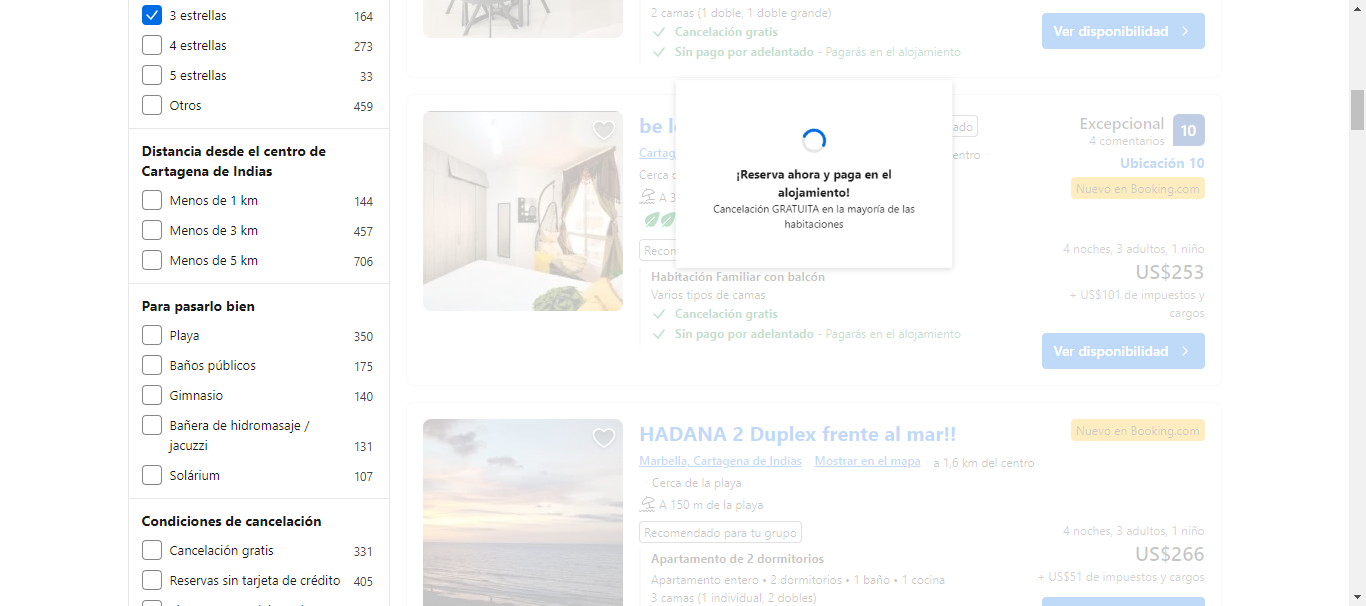 3 estrellas 164
4 estrellas 273
5 estrellas 33
Otros 459
Distancia desde el centro de
Cartagena de Indias
Menos de 1 km 144
Menos de 3 km 457
Menos de 5 km 706
Para pasarlo bien
Playa 350
Baños públicos 175
Gimnasio 140
Bañera de hidromasaje /
jacuzzi 131
Solárium 107
Condiciones de cancelación
Cancelación gratis 331
Reservas sin tarjeta de crédito 405
2 camas (1 doble, 1 doble grande)
Cancelación gratis
Sin pago por adelantado - Pagarás en el alojamiento
Ver disponibilidad
¡Reserva ahora y paga en el
alojamiento!
Cancelación GRATUITA en la mayoría de las
habitaciones
be
Cartag
Cerca
A 3
Recom
ado
entro
Excepcional 10
4 comentarios
Ubicación 10
Nuevo en Booking.com
Habitación Familiar con balcón
Varios tipos de camas
Cancelación gratis
Sin pago por adelantado - Pagarás en el alojamiento
4 noches, 3 adultos, 1 niño
US$253
+ US$101 de impuestos y
cargos
Ver disponibilidad
HADANA 2 Duplex frente al mar!!
Nuevo en Booking.com
Marbella, Cartagena de Indias Mostrar en el mapa a 1,6 km del centro
Cerca de la playa
A 150 m de la playa
Recomendado para tu grupo
Apartamento de 2 dormitorios
Apartamento entero • 2 dormitorios • 1 baño • 1 cocina
3 camas (1 individual, 2 dobles)
4 noches, 3 adultos, 1 niño
US$266
+ US$51 de impuestos y cargos